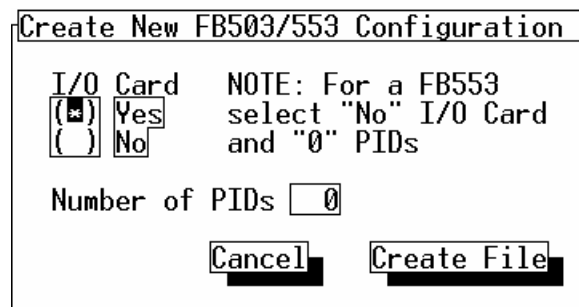 Create New FB503/553 Configuration
I/O Card NOTE: For a FB553
(*) Yes select "No" I/O Card
( ) No and "0" PIDs
Number of PIDs 0
Cancel Create File